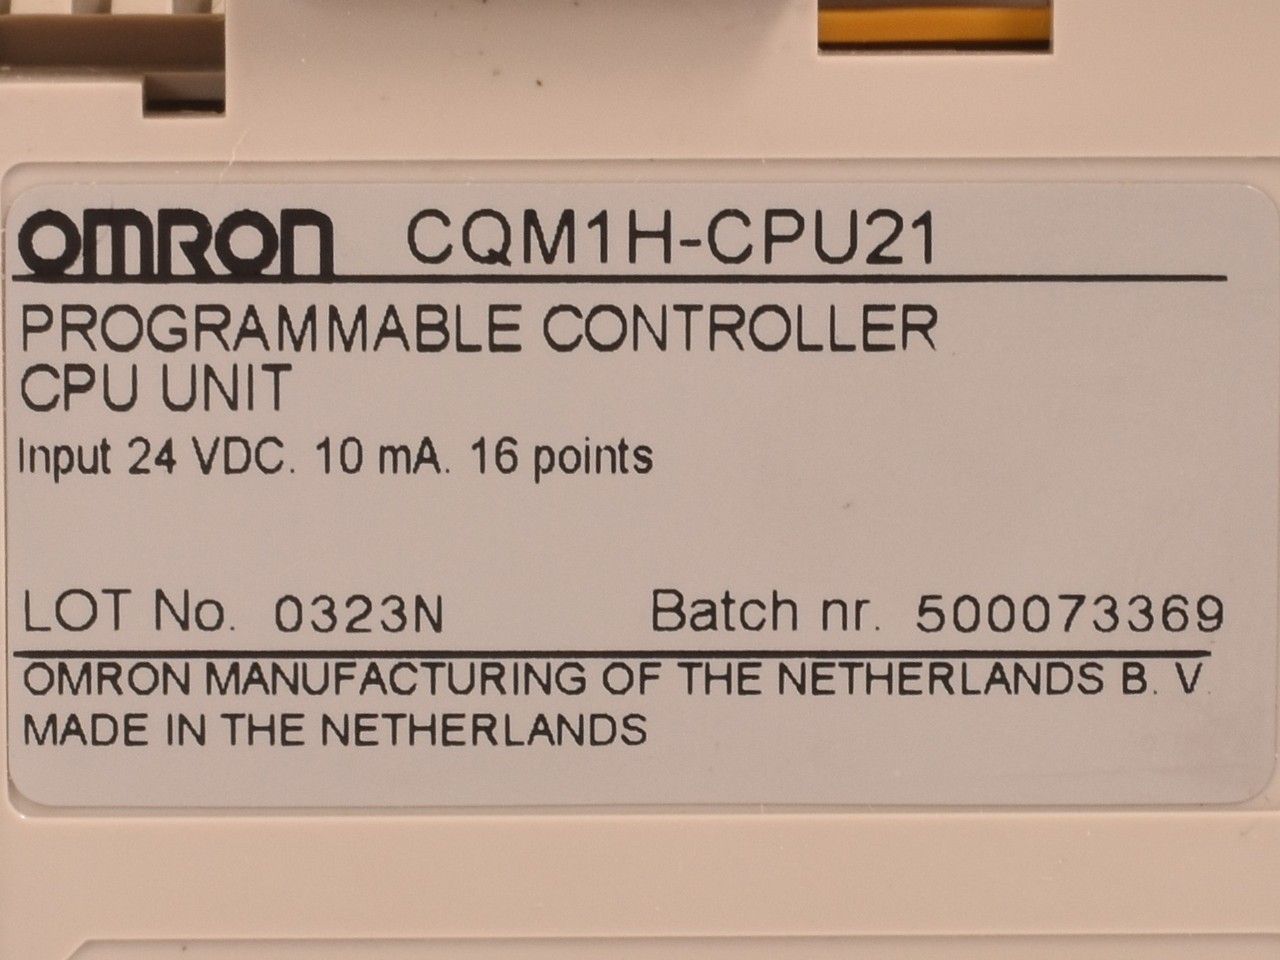 OMRON CQM1H-CPU21
PROGRAMMABLE CONTROLLER
CPU UNIT
Input 24 VDC. 10 mA. 16 points
LOT No. 0323N Batch nr. 500073369
OMRON MANUFACTURING OF THE NETHERLANDS B. V.
MADE IN THE NETHERLANDS